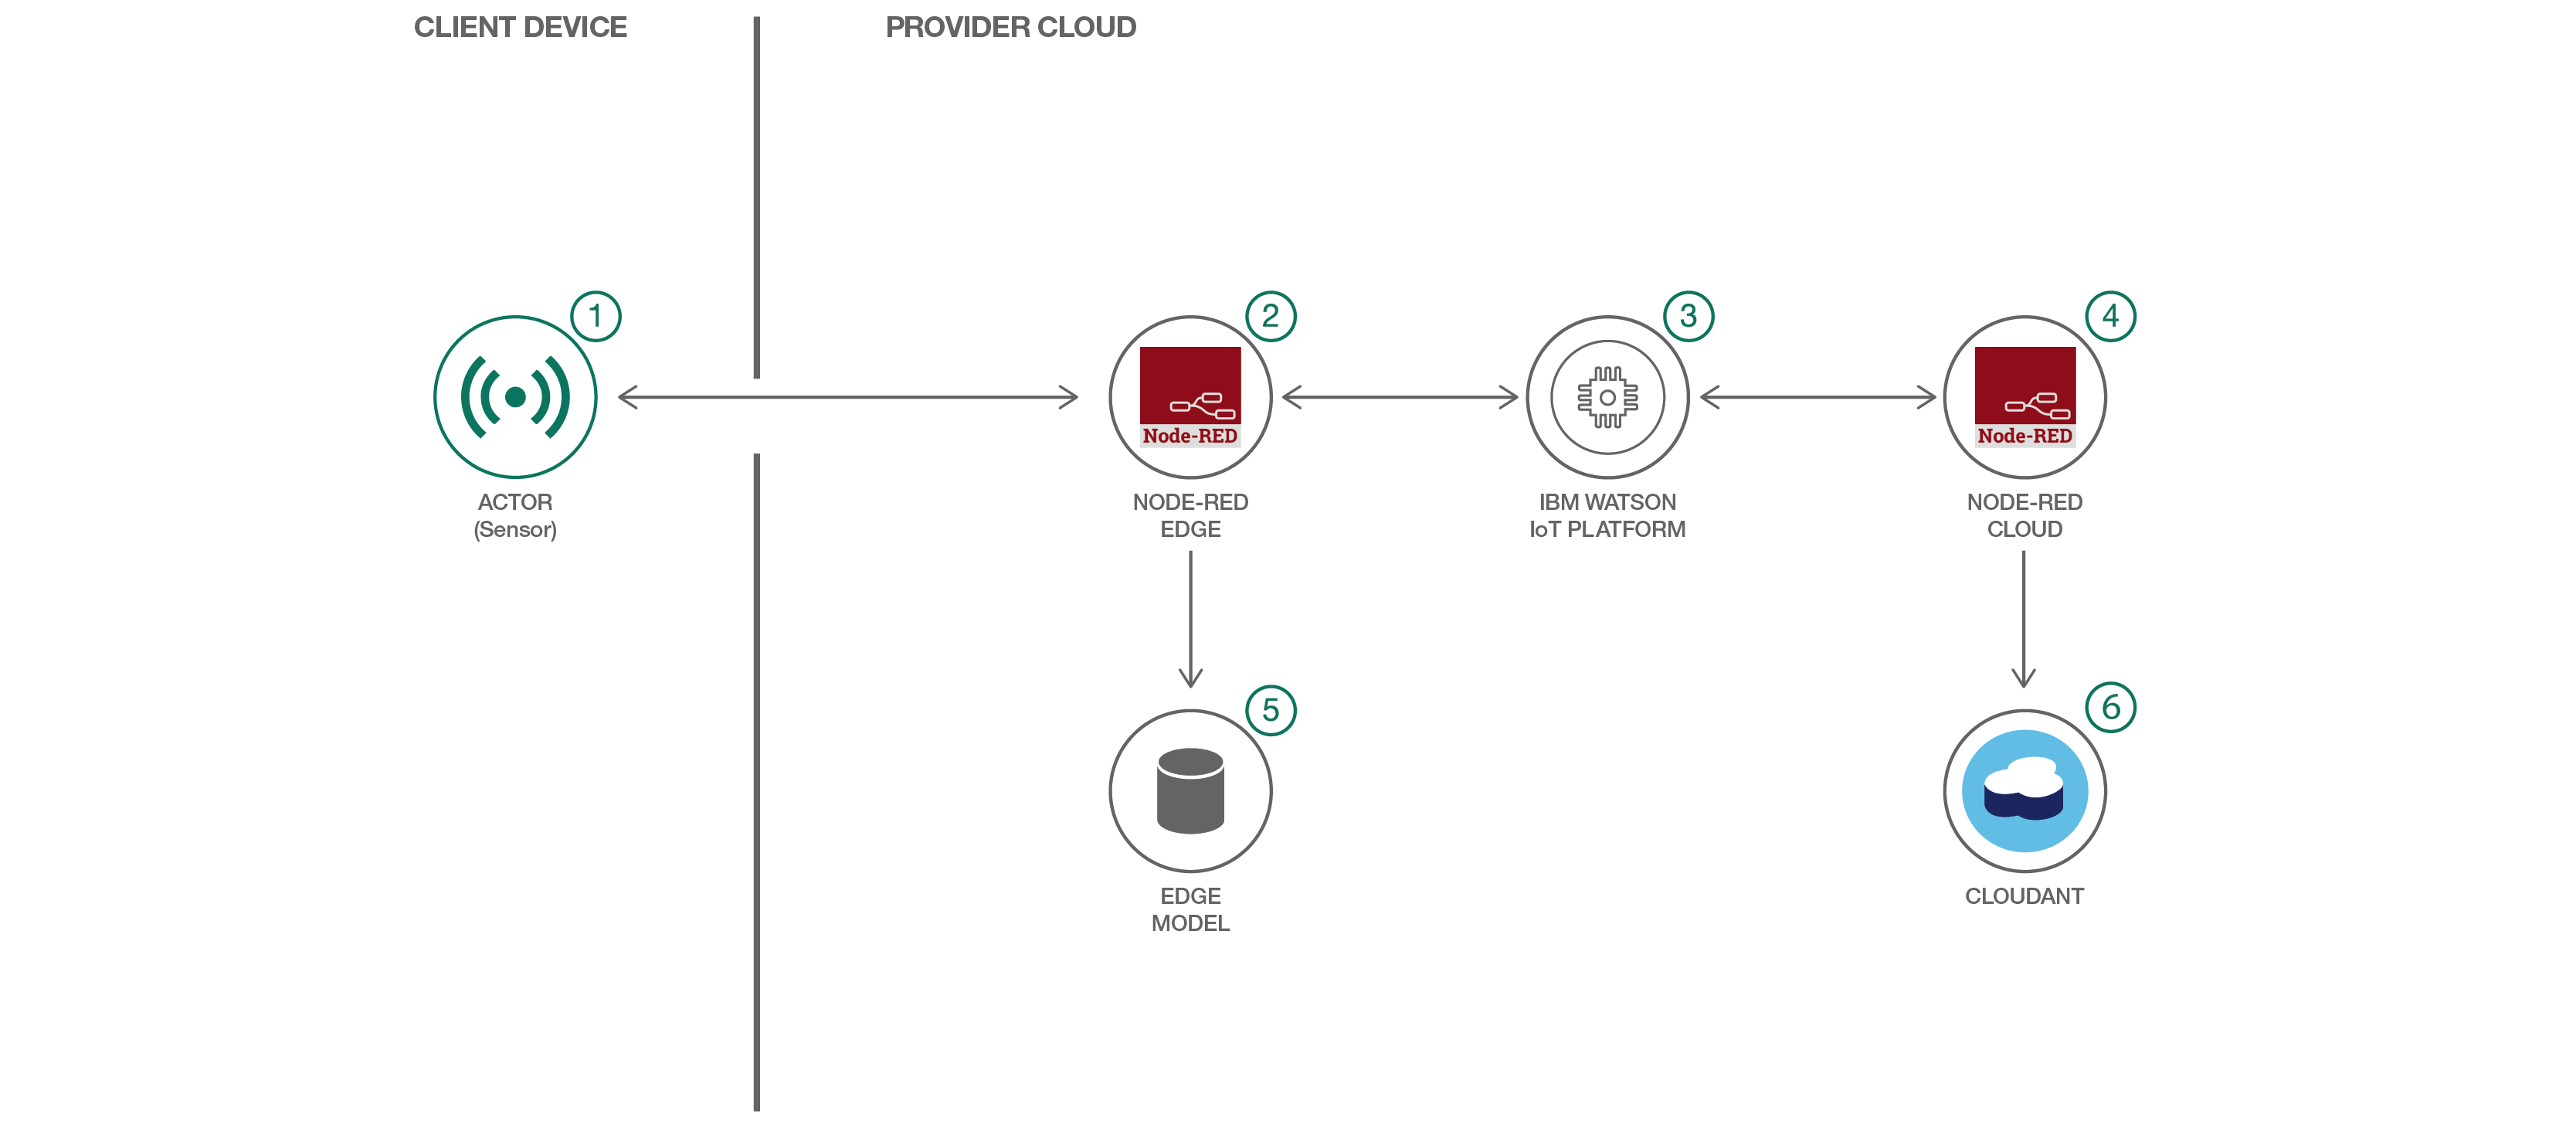 CLIENT DEVICE
PROVIDER CLOUD
1
2
3
4
Node-RED
Node-RED
ACTOR
(Sensor)
NODE-RED
EDGE
IBM WATSON
IoT PLATFORM
NODE-RED
CLOUD
5
6
EDGE
MODEL
CLOUDANT